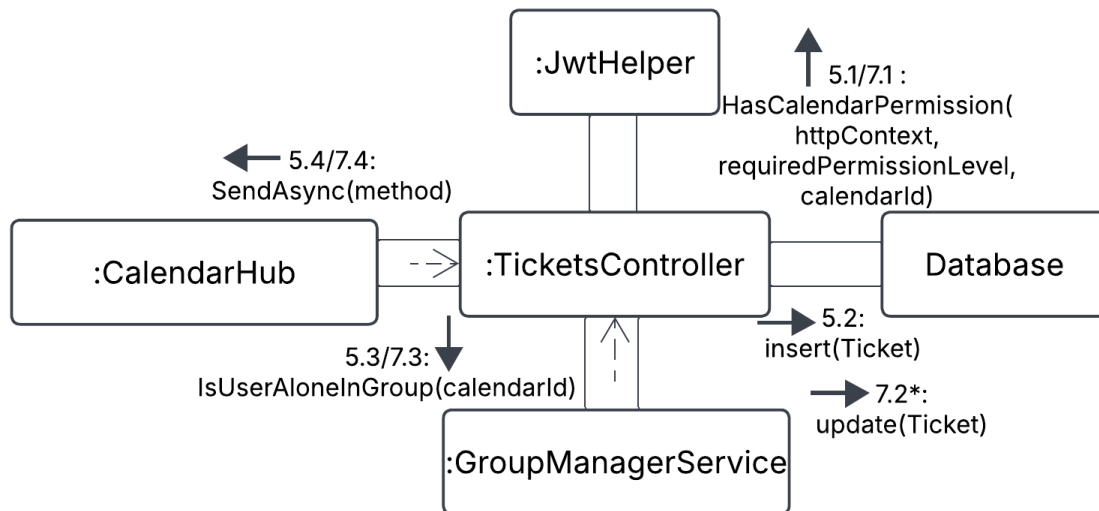 :JwtHelper
5.1/7.1 :
HasCalendarPermission(
httpContext,
requiredPermissionLevel,
calendarId)
5.4/7.4:
SendAsync(method)
:CalendarHub
:TicketsController
Database
5.3/7.3:
IsUserAloneInGroup(calendarId)
5.2:
insert(Ticket)
7.2*:
update(Ticket)
:GroupManagerService